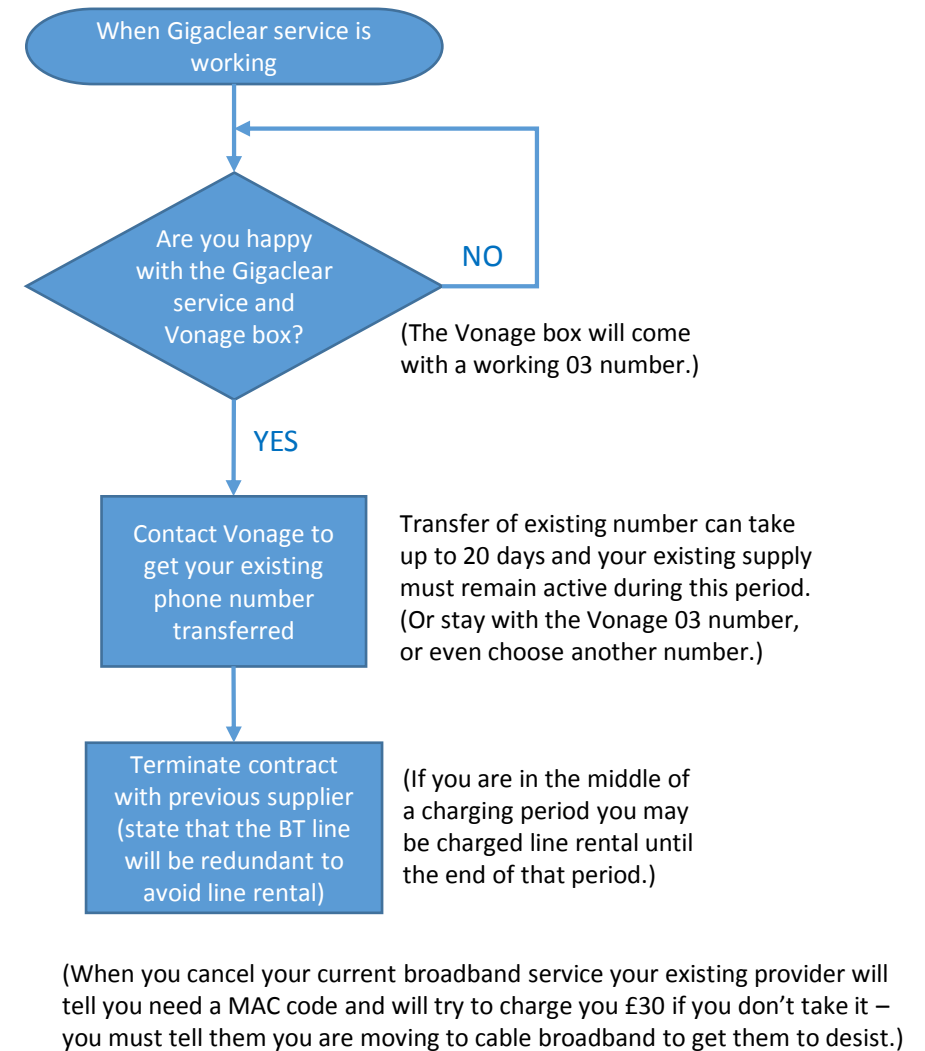 When Gigaclear service is
working
Are you happy
with the Gigaclear
service and
Vonage box?
NO
(The Vonage box will come
with a working 03 number.)
YES
Contact Vonage to
get your existing
phone number
transferred
Transfer of existing number can take
up to 20 days and your existing supply
must remain active during this period.
(Or stay with the Vonage 03 number,
or even choose another number.)
Terminate contract
with previous supplier
(state that the BT line
will be redundant to
avoid line rental)
(If you are in the middle of
a charging period you may
be charged line rental until
the end of that period.)
(When you cancel your current broadband service your existing provider will
tell you need a MAC code and will try to charge you £30 if you don’t take it –
you must tell them you are moving to cable broadband to get them to desist.)